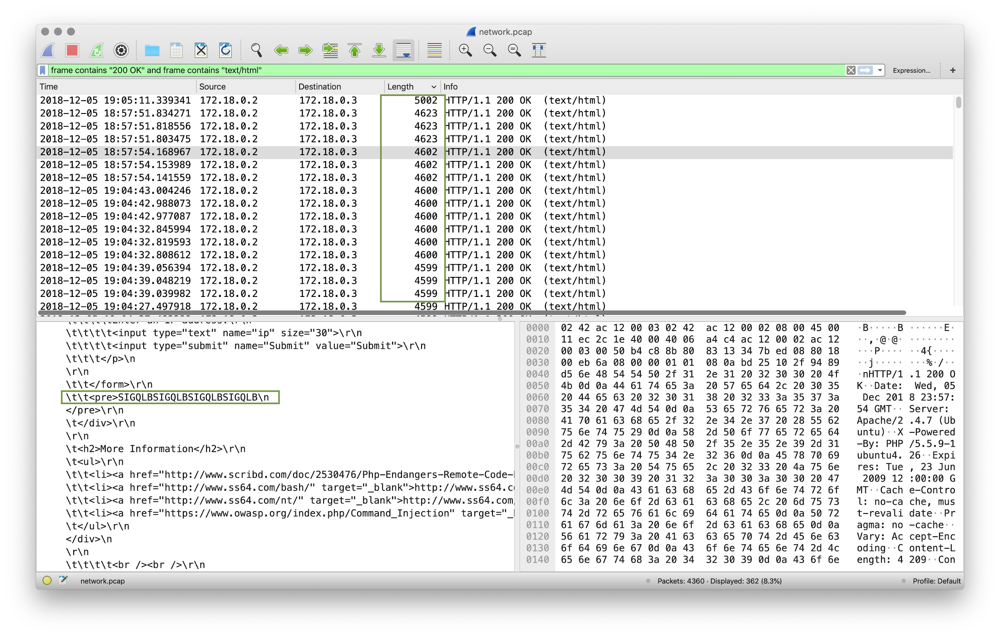 network.pcap
frame contains "200 OK" and frame contains "text/html"
Expression... +
Time Source Destination Length Info
2018-12-05 19:05:11.339341 172.18.0.2 172.18.0.3 5002 HTTP/1.1 200 OK (text/html)
2018-12-05 18:57:51.834271 172.18.0.2 172.18.0.3 4623 HTTP/1.1 200 OK (text/html)
2018-12-05 18:57:51.818556 172.18.0.2 172.18.0.3 4623 HTTP/1.1 200 OK (text/html)
2018-12-05 18:57:51.803475 172.18.0.2 172.18.0.3 4623 HTTP/1.1 200 OK (text/html)
2018-12-05 18:57:54.168967 172.18.0.2 172.18.0.3 4602 HTTP/1.1 200 OK (text/html)
2018-12-05 18:57:54.153989 172.18.0.2 172.18.0.3 4602 HTTP/1.1 200 OK (text/html)
2018-12-05 18:57:54.141559 172.18.0.2 172.18.0.3 4602 HTTP/1.1 200 OK (text/html)
2018-12-05 19:04:43.004246 172.18.0.2 172.18.0.3 4600 HTTP/1.1 200 OK (text/html)
2018-12-05 19:04:42.988073 172.18.0.2 172.18.0.3 4600 HTTP/1.1 200 OK (text/html)
2018-12-05 19:04:42.977087 172.18.0.2 172.18.0.3 4600 HTTP/1.1 200 OK (text/html)
2018-12-05 19:04:32.845994 172.18.0.2 172.18.0.3 4600 HTTP/1.1 200 OK (text/html)
2018-12-05 19:04:32.819593 172.18.0.2 172.18.0.3 4600 HTTP/1.1 200 OK (text/html)
2018-12-05 19:04:32.808612 172.18.0.2 172.18.0.3 4600 HTTP/1.1 200 OK (text/html)
2018-12-05 19:04:39.056394 172.18.0.2 172.18.0.3 4599 HTTP/1.1 200 OK (text/html)
2018-12-05 19:04:39.048219 172.18.0.2 172.18.0.3 4599 HTTP/1.1 200 OK (text/html)
2018-12-05 19:04:39.039982 172.18.0.2 172.18.0.3 4599 HTTP/1.1 200 OK (text/html)
2018-12-05 19:04:27.497918 172.18.0.2 172.18.0.3 4599 HTTP/1.1 200 OK (text/html)
\t\t\t\t<input type="text" name="ip" size="30">\r\n
\t\t\t\t<input type="submit" name="Submit" value="Submit">\r\n
\t\t\t</p>\n
\r\n
\t\t</form>\r\n
\t\t<pre>SIGQLBSIGQLBSIGQLBSIGQLB\n
</pre>\r\n
\t</div>\r\n
\r\n
\t<h2>More Information</h2>\r\n
\t<ul>\r\n
\t\t<li><a href="http://www.scribd.com/doc/2530476/Php-Endangers-Remote-Code-
\t\t<li><a href="http://www.ss64.com/bash/" target="_blank">http://www.ss64.c
\t\t<li><a href="http://www.ss64.com/nt/" target="_blank">http://www.ss64.com/
\t\t<li><a href="https://www.owasp.org/index.php/Command_Injection" target="_
\t</ul>\r\n
</div>\n
\r\n
\t\t\t\t<br /><br />\r\n
0000 02 42 ac 12 00 03 02 42 ac 12 00 02 08 00 45 00 ·B·····B ······E·
0010 11 ec 2c 1e 40 00 40 06 a4 c4 ac 12 00 02 ac 12 ··,·@·@· ········
0020 00 03 00 50 b4 c8 8b 80 83 13 34 7b ed 08 80 18 ···P···· ··4{····
0030 00 eb 6a 08 00 00 01 01 08 0a bd 25 10 2f 94 89 ··j····· ···%·/··
0040 d5 6e 48 54 54 50 2f 31 2e 31 20 32 30 30 20 4f ·nHTTP/1 .1 200 O
0050 4b 0d 0a 44 61 74 65 3a 20 57 65 64 2c 20 30 35 K··Date: Wed, 05
0060 20 44 65 63 20 32 30 31 38 20 32 33 3a 35 37 3a Dec 201 8 23:57:
0070 35 34 20 47 4d 54 0d 0a 53 65 72 76 65 72 3a 20 54 GMT·· Server:
0080 41 70 61 63 68 65 2f 32 2e 34 2e 37 20 28 55 62 Apache/2 .4.7 (Ub
0090 75 6e 74 75 29 0d 0a 58 2d 50 6f 77 65 72 65 64 untu)··X -Powered
00a0 2d 42 79 3a 20 50 48 50 2f 35 2e 35 2e 39 2d 31 -By: PHP /5.5.9-1
00b0 75 62 75 6e 74 75 34 2e 32 36 0d 0a 45 78 70 69 ubuntu4. 26··Expi
00c0 72 65 73 3a 20 54 75 65 2c 20 32 33 20 4a 75 6e res: Tue , 23 Jun
00d0 20 32 30 30 39 20 31 32 3a 30 30 3a 30 30 20 47 2009 12 :00:00 G
00e0 4d 54 0d 0a 43 61 63 68 65 2d 43 6f 6e 74 72 6f MT··Cach e-Contro
00f0 6c 3a 20 6e 6f 2d 63 61 63 68 65 2c 20 6d 75 73 l: no-ca che, mus
0100 74 2d 72 65 76 61 6c 69 64 61 74 65 0d 0a 50 72 t-revali date··Pr
0110 61 67 6d 61 3a 20 6e 6f 2d 63 61 63 68 65 0d 0a agma: no -cache··
0120 56 61 72 79 3a 20 41 63 63 65 70 74 2d 45 6e 63 Vary: Ac cept-Enc
0130 6f 64 69 6e 67 0d 0a 43 6f 6e 74 65 6e 74 2d 4c oding··C ontent-L
0140 65 6e 67 74 68 3a 20 34 32 30 39 0d 0a 43 6f 6e ength: 4 209··Con
network.pcap Packets: 4360 · Displayed: 362 (8.3%) Profile: Default